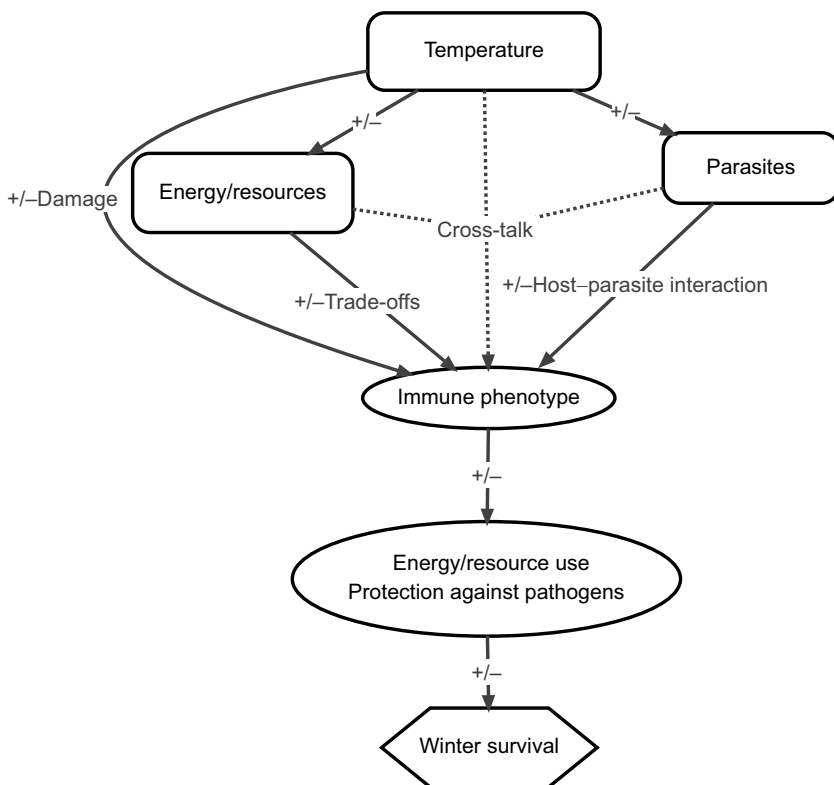 Temperature
+/–
+/–
Parasites
Energy/resources
+/–Damage
Cross-talk
+/–Host–parasite interaction
+/–Trade-offs
Immune phenotype
+/–
Energy/resource use
Protection against pathogens
+/–
Winter survival